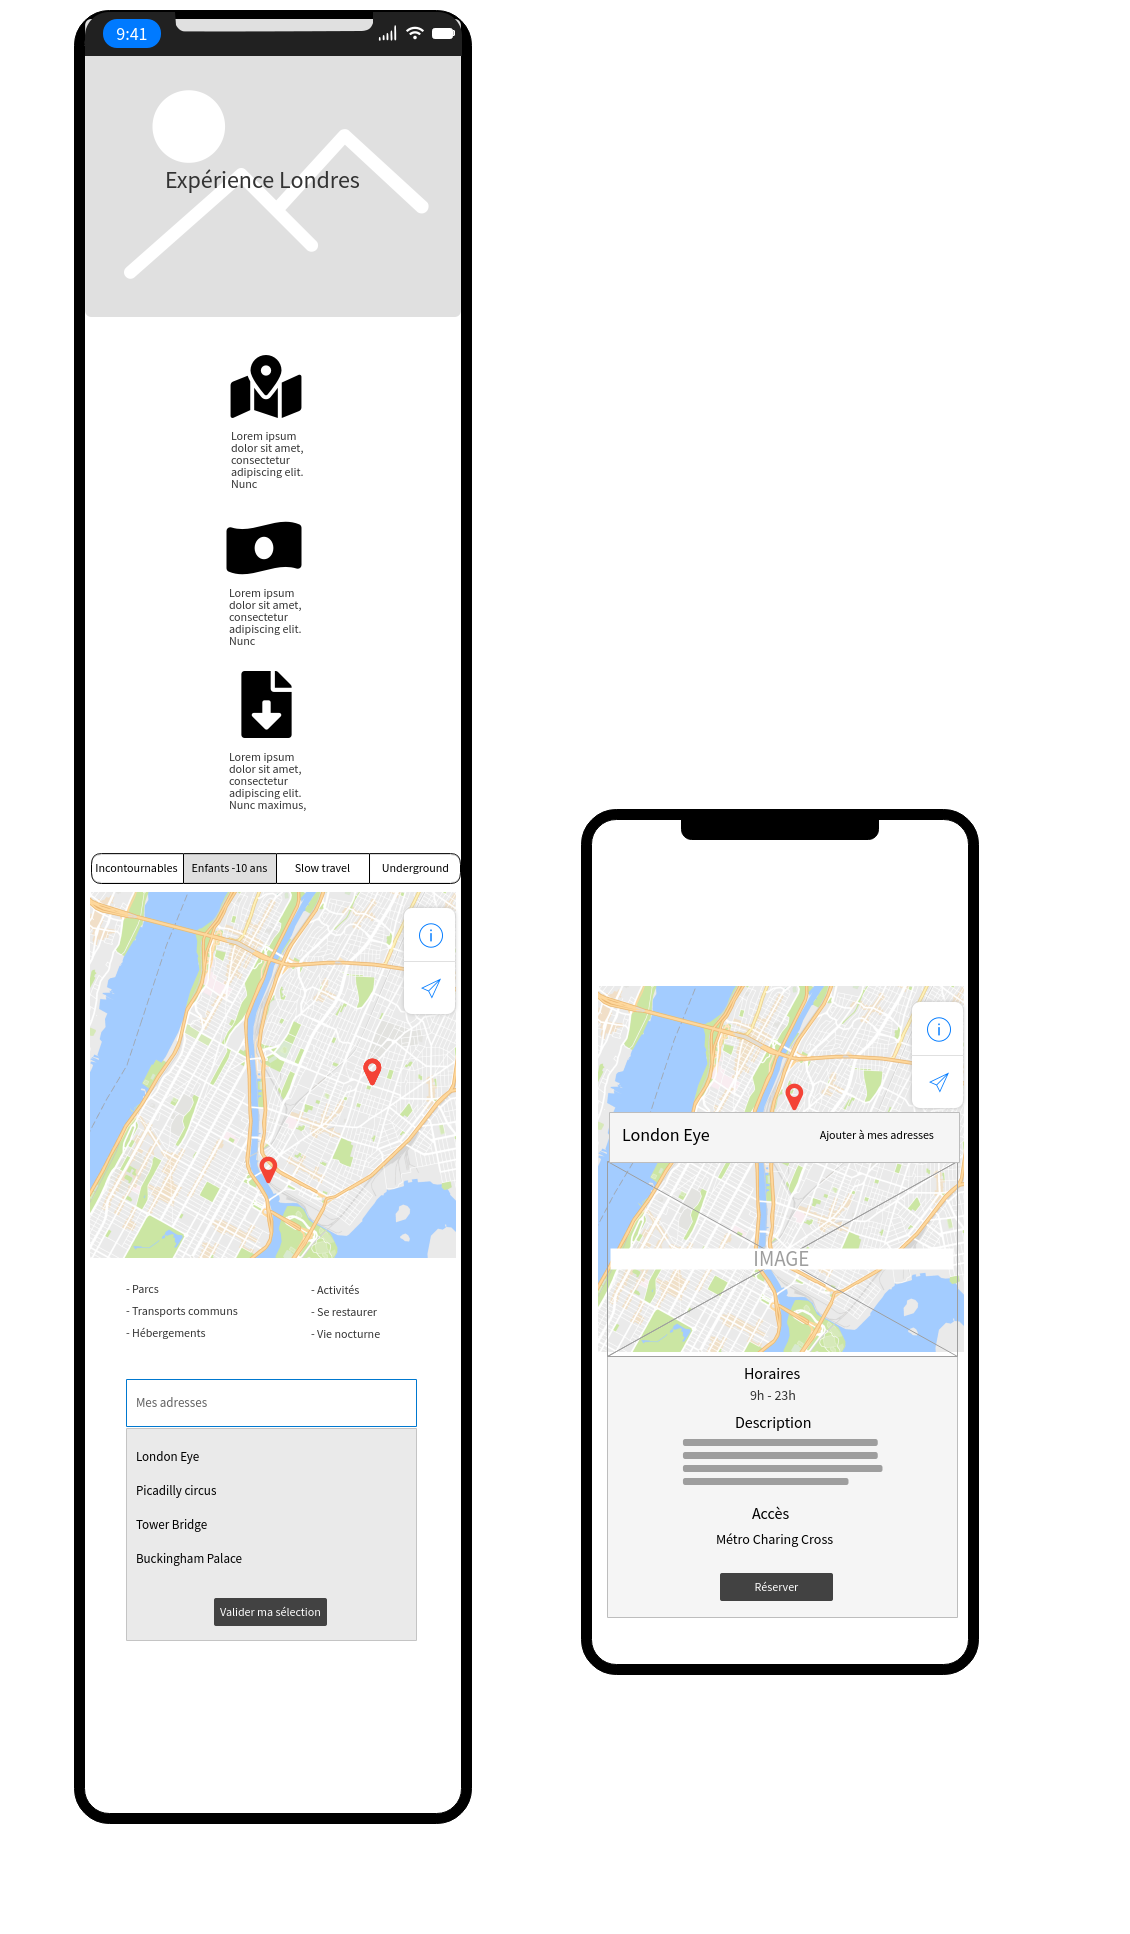 9:41
Expérience Londres
Lorem ipsum
dolor sit amet,
consectetur
adipiscing elit.
Nunc
Lorem ipsum
dolor sit amet,
consectetur
adipiscing elit.
Nunc
Lorem ipsum
dolor sit amet,
consectetur
adipiscing elit.
Nunc maximus,
Incontournables Enfants -10 ans Slow travel Underground
- Parcs
- Transports communs
- Hébergements
- Activités
- Se restaurer
- Vie nocturne
Mes adresses
London Eye
Picadilly circus
Tower Bridge
Buckingham Palace
Valider ma sélection
London Eye Ajouter à mes adresses
IMAGE
Horaires
9h - 23h
Description
Accès
Métro Charing Cross
Réserver